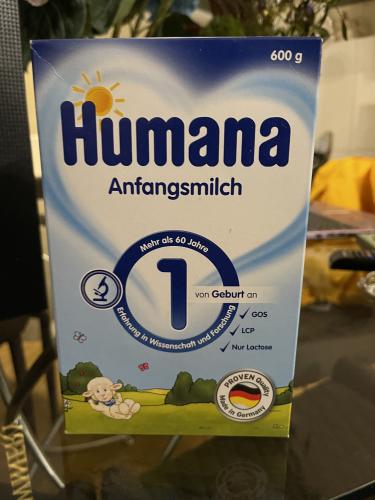 600 g
Humana
Anfangsmilch
Mehr als 60 Jahre
1
von Geburt an
GOS
LCP
Nur Lactose
Erfahrung in Wissenschaft und Forschung
PROVEN Quality
Made in Germany